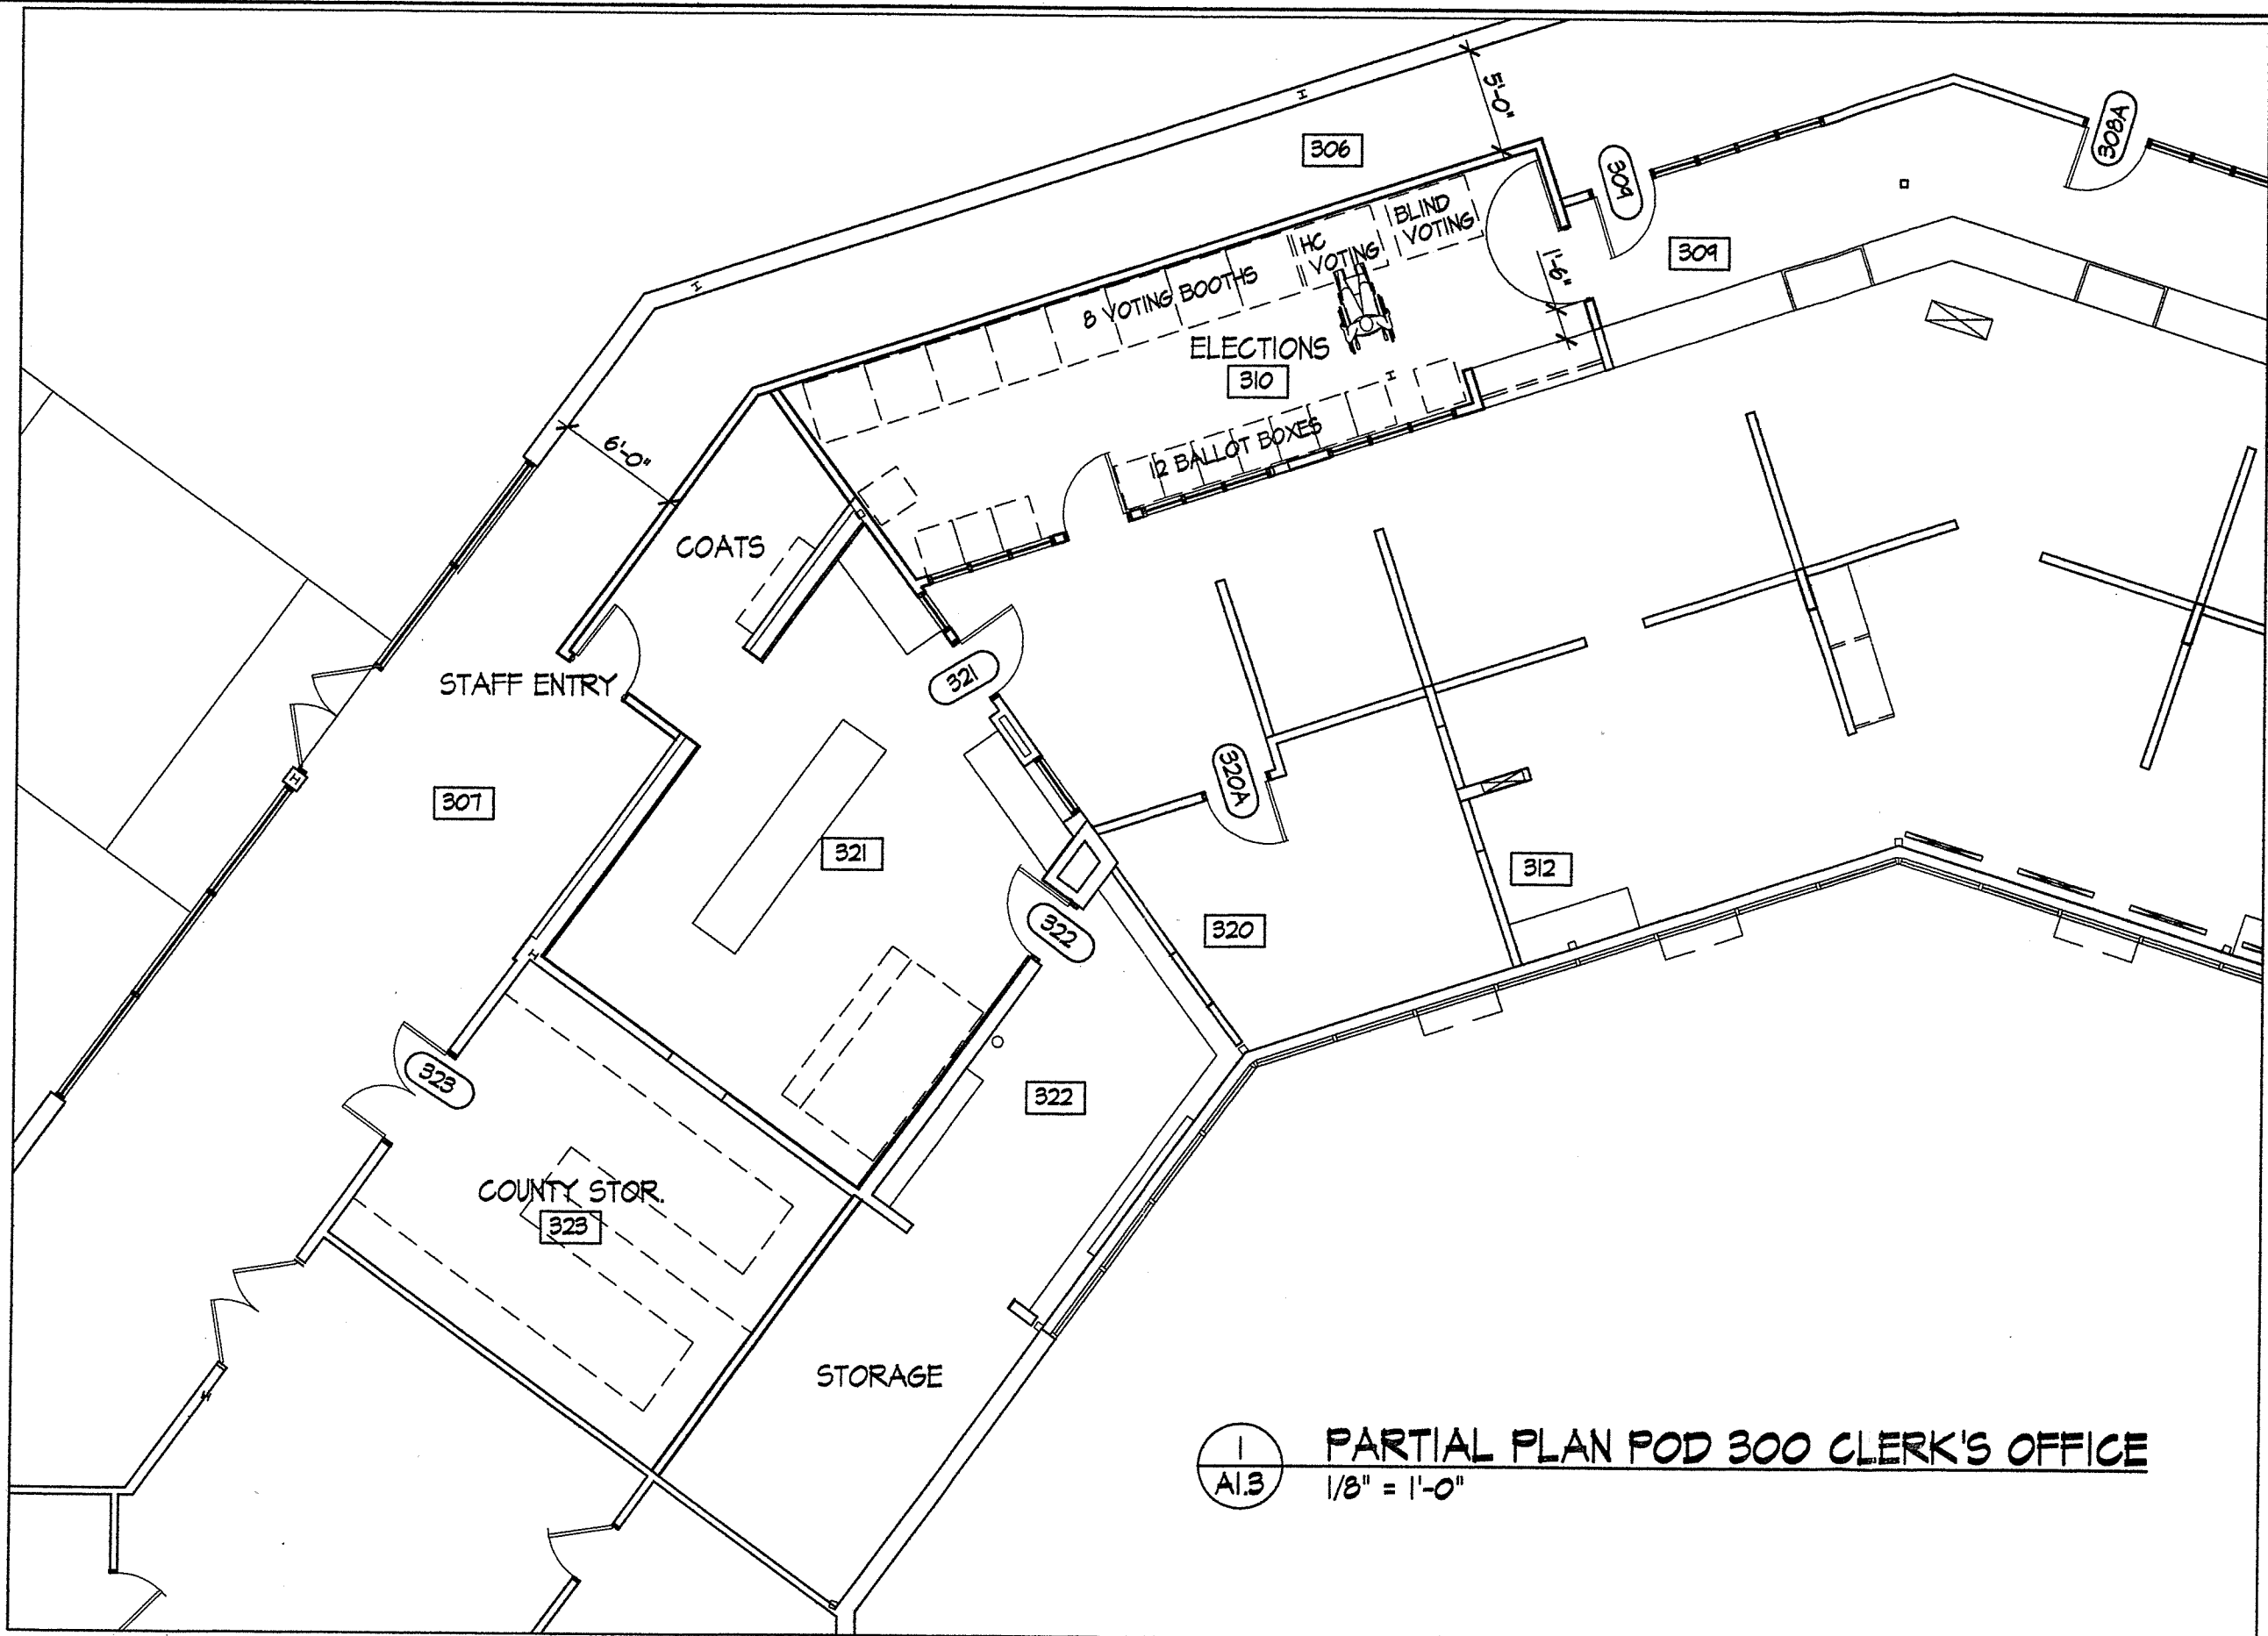 5'-0"
308A
306
309
BLIND
VOTING
HC
VOTING
309
1'-6"
8 VOTING BOOTHS
ELECTIONS
310
12 BALLOT BOXES
6'-0"
COATS
STAFF ENTRY
321
320A
307
321
312
322
320
323
322
COUNTY STOR.
323
STORAGE
1
A1.3
PARTIAL PLAN POD 300 CLERK'S OFFICE
1/8" = 1'-0"
H
H
H
H
H
H
H